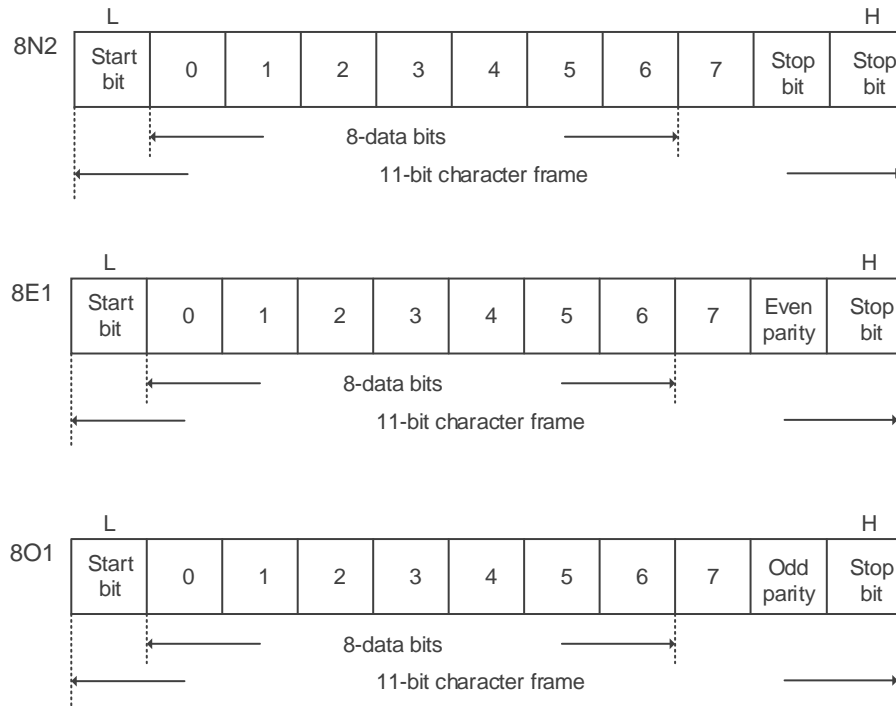 L H
8N2 Start bit 0 1 2 3 4 5 6 7 Stop bit Stop bit
8-data bits
11-bit character frame
L H
8E1 Start bit 0 1 2 3 4 5 6 7 Even parity Stop bit
8-data bits
11-bit character frame
L H
8O1 Start bit 0 1 2 3 4 5 6 7 Odd parity Stop bit
8-data bits
11-bit character frame